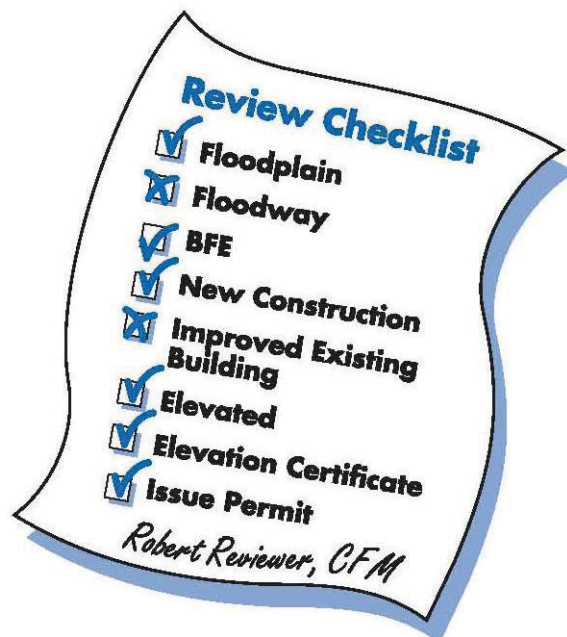 Review Checklist
Floodplain
Floodway
BFE
New Construction
Improved Existing
Building
Elevated
Elevation Certificate
Issue Permit
Robert Reviewer, CFM